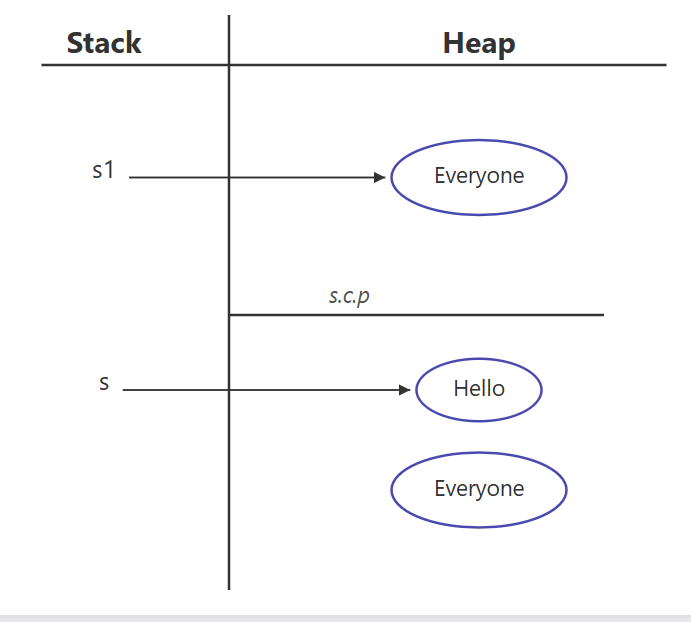 Stack Heap
s1 Everyone
s.c.p
s Hello
Everyone